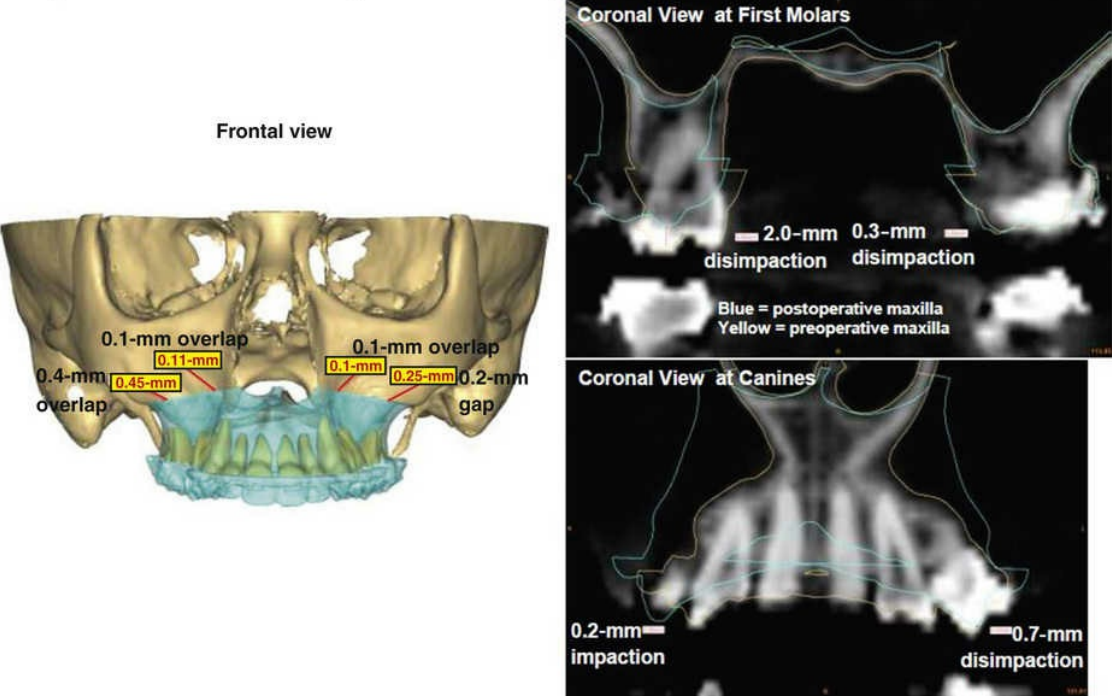 Frontal view
0.1-mm overlap
0.11-mm
0.4-mm
overlap
0.45-mm
0.1-mm overlap
0.1-mm
0.25-mm
0.2-mm
gap
Coronal View at First Molars
2.0-mm
disimpaction
0.3-mm
disimpaction
Blue = postoperative maxilla
Yellow = preoperative maxilla
Coronal View at Canines
0.2-mm
impaction
0.7-mm
disimpaction